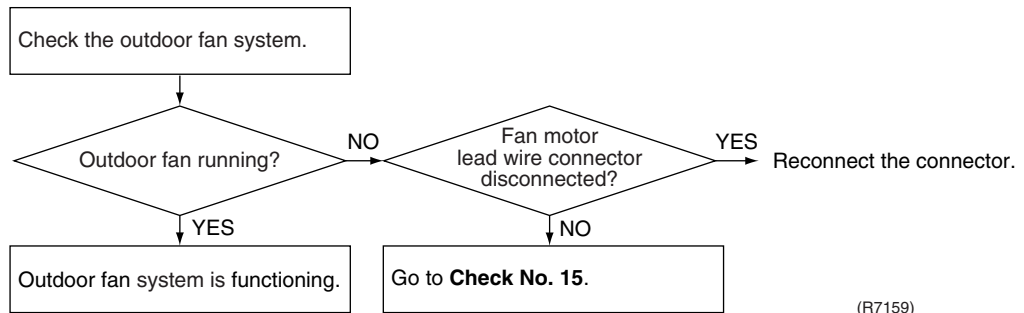 Check the outdoor fan system.
Outdoor fan running?
NO
Fan motor
lead wire connector
disconnected?
YES
Reconnect the connector.
YES
NO
Outdoor fan system is functioning.
Go to Check No. 15.
(R7159)